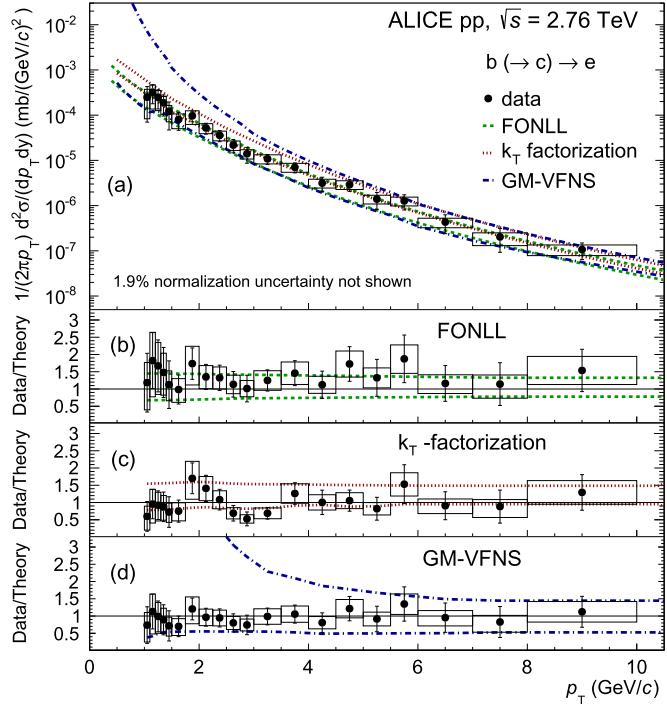 ALICE pp, √s = 2.76 TeV
b (→ c) → e
data
FONLL
k_T factorization
GM-VFNS
1/(2πp_T) d²σ/(dp_T dy) (mb/(GeV/c)²)
10⁻²
10⁻³
10⁻⁴
10⁻⁵
10⁻⁶
10⁻⁷
10⁻⁸
(a)
1.9% normalization uncertainty not shown
Data/Theory
3
2.5
2
1.5
1
0.5
(b)
FONLL
Data/Theory
3
2.5
2
1.5
1
0.5
(c)
k_T -factorization
Data/Theory
3
2.5
2
1.5
1
0.5
(d)
GM-VFNS
0 2 4 6 8 10
p_T (GeV/c)